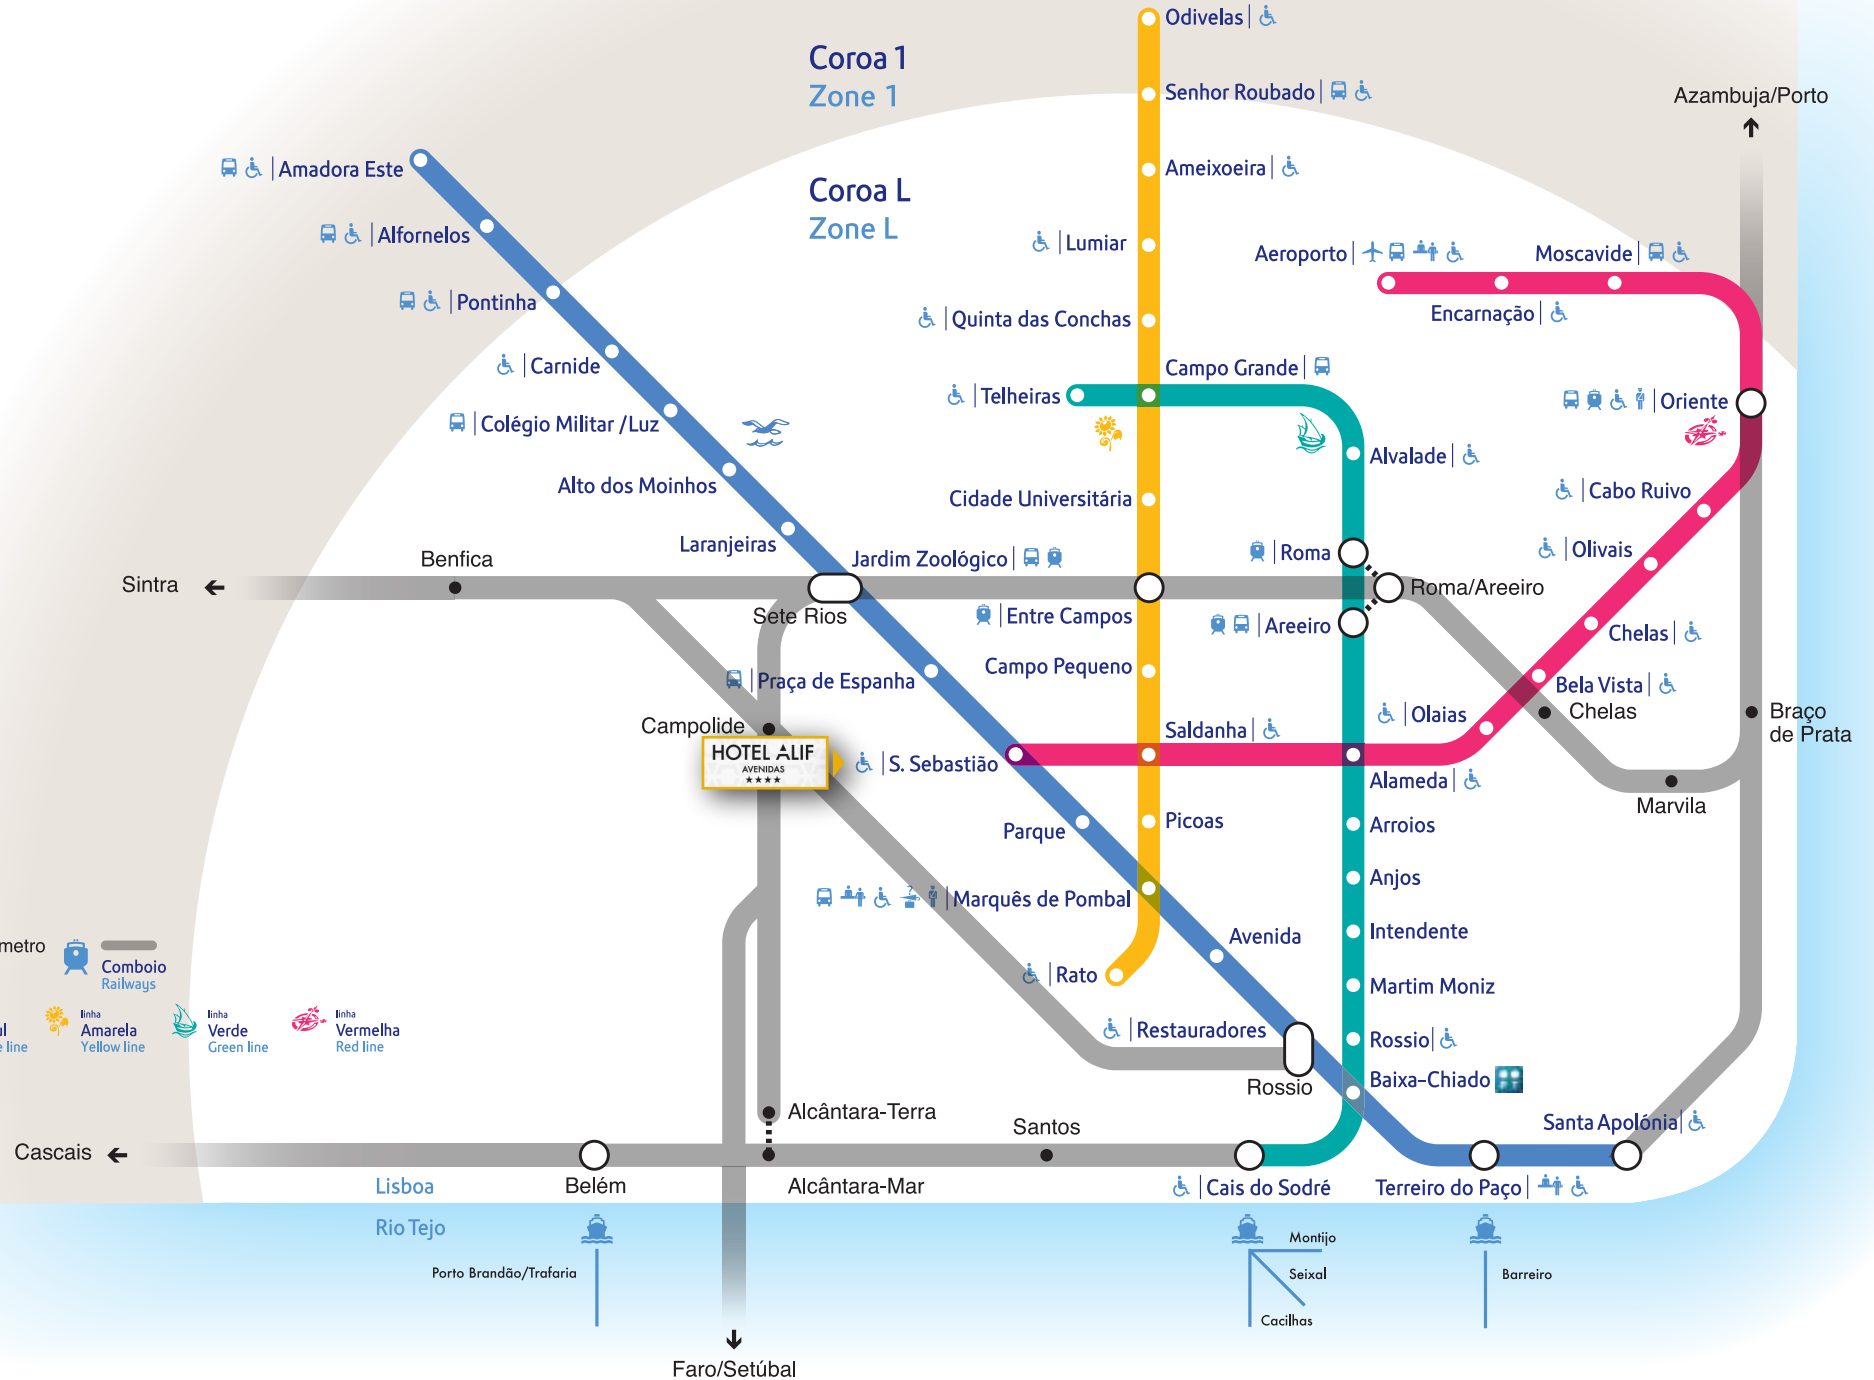 Odivelas
Coroa 1
Zone 1
Senhor Roubado
Azambuja/Porto
Amadora Este
Ameixoeira
Coroa L
Zone L
Alfornelos
Lumiar
Aeroporto
Moscavide
Pontinha
Quinta das Conchas
Encarnação
Carnide
Campo Grande
Telheiras
Oriente
Colégio Militar /Luz
Alvalade
Alto dos Moinhos
Cidade Universitária
Cabo Ruivo
Laranjeiras
Benfica
Jardim Zoológico
Roma
Olivais
Sintra
Roma/Areeiro
Sete Rios
Entre Campos
Areeiro
Chelas
Praça de Espanha
Campo Pequeno
Bela Vista
Campolide
Saldanha
Olaias
Chelas
Braço
de Prata
HOTEL ALIF
AVENIDAS
S. Sebastião
Alameda
Marvila
Parque
Picoas
Arroios
Anjos
Marquês de Pombal
Avenida
Intendente
metro
Comboio
Railways
Rato
Martim Moniz
linha
Amarela
Yellow line
linha
Verde
Green line
linha
Vermelha
Red line
ul
e line
Restauradores
Rossio
Rossio
Baixa-Chiado
Alcântara-Terra
Santos
Santa Apolónia
Cascais
Lisboa
Belém
Alcântara-Mar
Cais do Sodré
Terreiro do Paço
Rio Tejo
Montijo
Porto Brandão/Trafaria
Seixal
Barreiro
Cacilhas
Faro/Setúbal